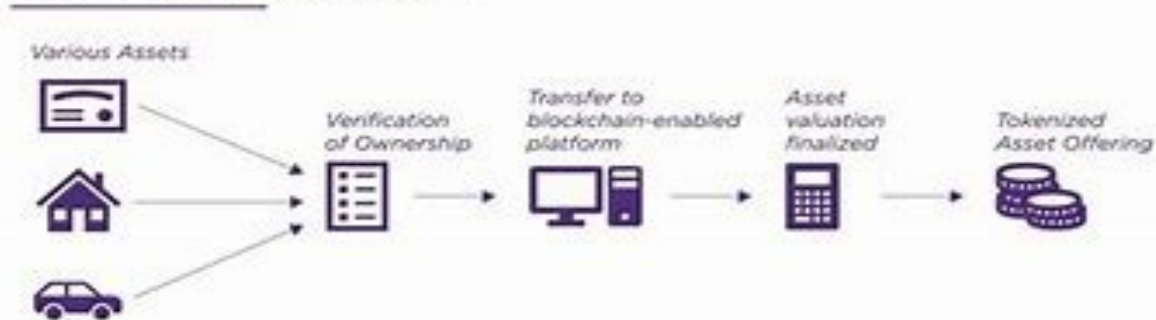 Various Assets
Verification
of Ownership
Transfer to
blockchain-enabled
platform
Asset
valuation
finalized
Tokenized
Asset Offering